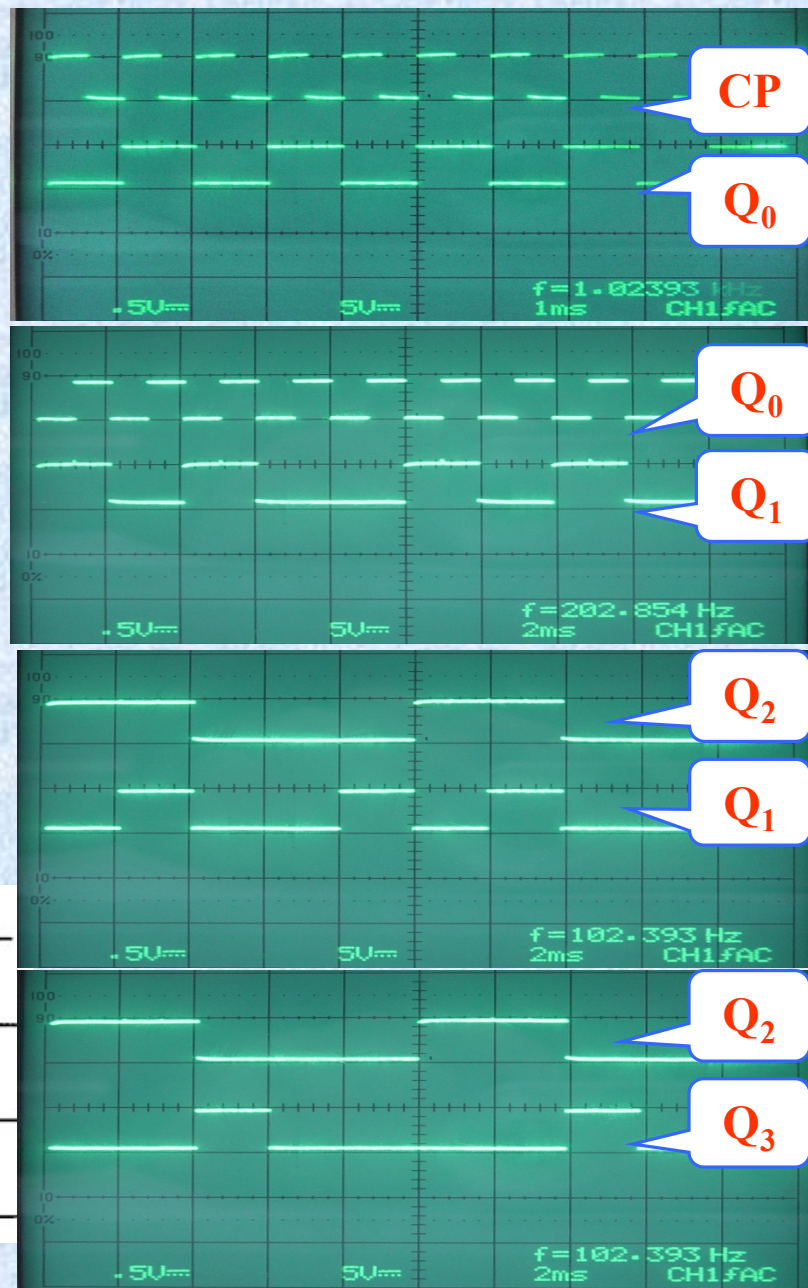 100
90
CP
Q₀
10
0%
f=1.02393 kHz
.5V 5V 1ms CH1 AC
100
90
Q₀
Q₁
10
0%
f=202.854 Hz
.5V 5V 2ms CH1 AC
100
90
Q₂
Q₁
10
0%
f=102.393 Hz
.5V 5V 2ms CH1 AC
100
90
Q₂
Q₃
10
0%
f=102.393 Hz
.5V 5V 2ms CH1 AC